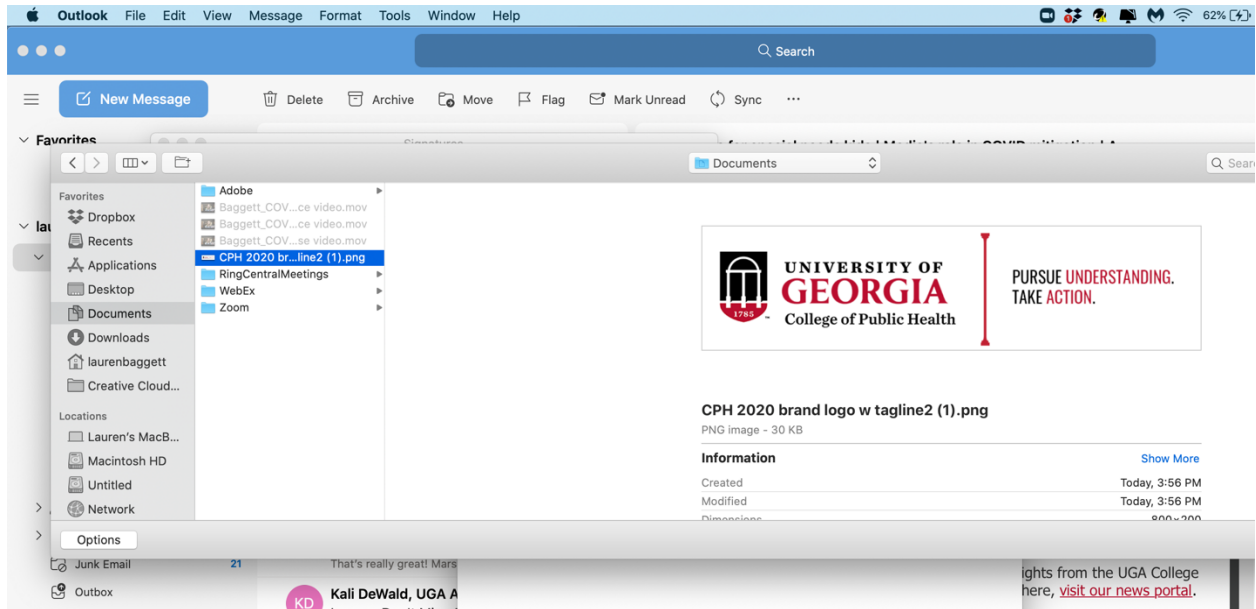 Outlook File Edit View Message Format Tools Window Help 62%
Search
New Message Delete Archive Move Flag Mark Unread Sync ...
Favorites
Signatures
Documents
Favorites
Dropbox
Recents
Applications
Desktop
Documents
Downloads
laurenbaggett
Creative Cloud...
Locations
Lauren's MacB...
Macintosh HD
Untitled
Network
Adobe
Baggett_COV...ce video.mov
Baggett_COV...ce video.mov
Baggett_COV...se video.mov
CPH 2020 br...line2 (1).png
RingCentralMeetings
WebEx
Zoom
UNIVERSITY OF
GEORGIA
College of Public Health
1785
PURSUE UNDERSTANDING.
TAKE ACTION.
CPH 2020 brand logo w tagline2 (1).png
PNG image - 30 KB
Information Show More
Created Today, 3:56 PM
Modified Today, 3:56 PM
Dimensions 800×200
Options
Junk Email 21
Outbox
That's really great! Mars
KD
Kali DeWald, UGA A
ights from the UGA College
here, visit our news portal.